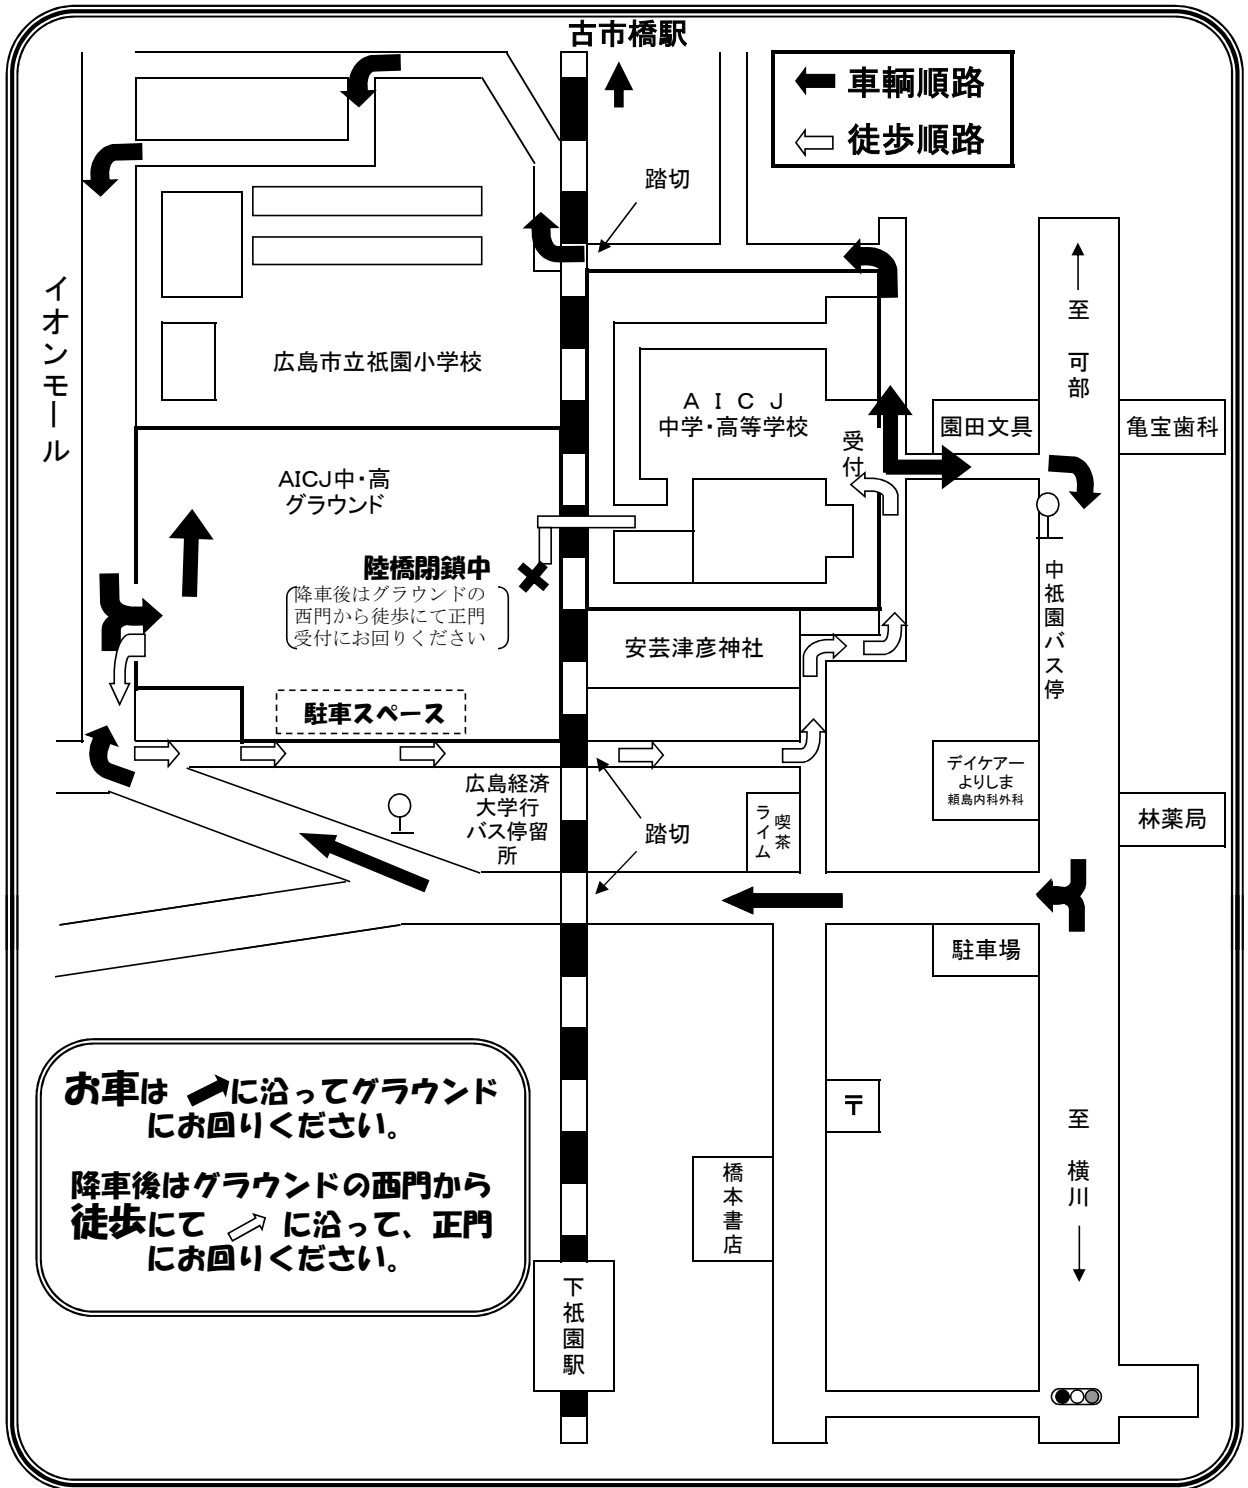 古市橋駅
車輌順路
徒歩順路
踏切
イオンモール
広島市立祇園小学校
ＡＩＣＪ
中学・高等学校
受付
至 可部
園田文具
亀宝歯科
AICJ中・高
グラウンド
陸橋閉鎖中
降車後はグラウンドの
西門から徒歩にて正門
受付にお回りください
中祇園バス停
安芸津彦神社
駐車スペース
デイケアー
よりしま
頼島内科外科
広島経済
大学行
バス停留
所
踏切
喫茶
ライム
林薬局
駐車場
お車は に沿ってグラウンド
にお回りください。
降車後はグラウンドの西門から
徒歩にて に沿って、正門
にお回りください。
〒
至 横川
橋本書店
下祇園駅